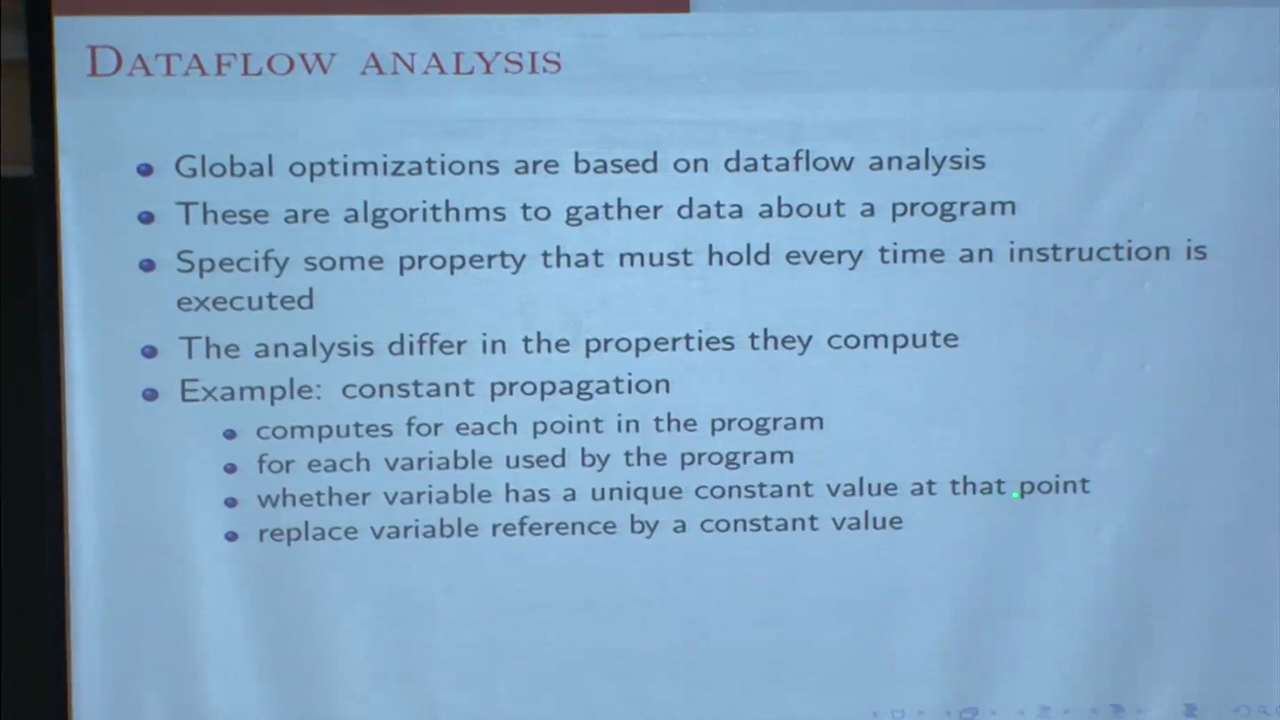 DATAFLOW ANALYSIS
Global optimizations are based on dataflow analysis
These are algorithms to gather data about a program
Specify some property that must hold every time an instruction is
executed
The analysis differ in the properties they compute
Example: constant propagation
computes for each point in the program
for each variable used by the program
whether variable has a unique constant value at that point
replace variable reference by a constant value